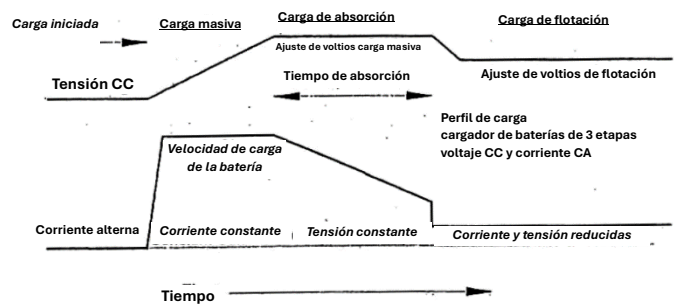 Carga iniciada
Carga masiva
Carga de absorción
Carga de flotación
Ajuste de voltios carga masiva
Tensión CC
Tiempo de absorción
Ajuste de voltios de flotación
Perfil de carga
cargador de baterías de 3 etapas
voltaje CC y corriente CA
Velocidad de carga
de la batería
Corriente alterna
Corriente constante
Tensión constante
Corriente y tensión reducidas
Tiempo